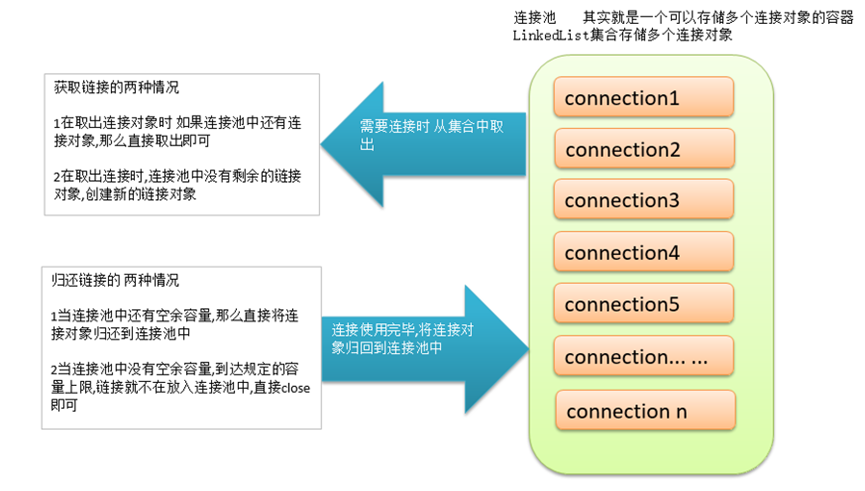 连接池 其实就是一个可以存储多个连接对象的容器
LinkedList集合存储多个连接对象
获取链接的两种情况
1在取出连接对象时 如果连接池中还有连
接对象,那么直接取出即可
2在取出连接时,连接池中没有剩余的链接
对象,创建新的链接对象
需要连接时 从集合中取
出
connection1
connection2
connection3
connection4
connection5
connection... ...
connection n
归还链接的 两种情况
1当连接池中还有空余容量,那么直接将连
接对象归还到连接池中
2当连接池中没有空余容量,到达规定的容
量上限,链接就不在放入连接池中,直接close
即可
连接使用完毕,将连接对
象归回到连接池中